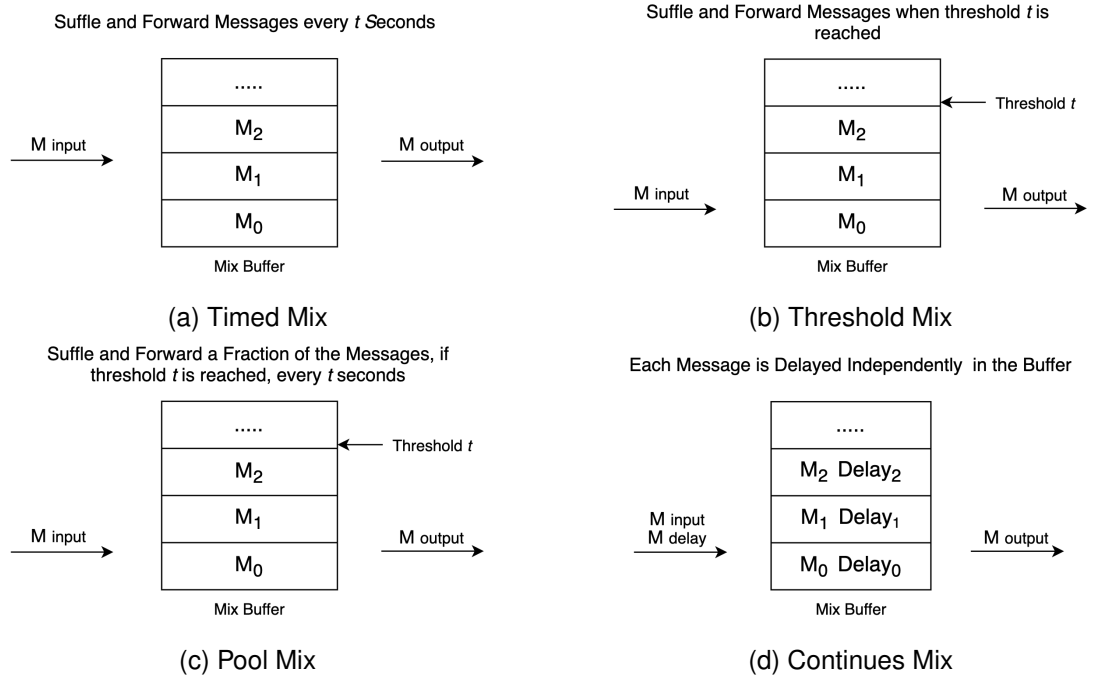 Suffle and Forward Messages every t Seconds
.....
M2
M1
M0
M input
M output
Mix Buffer
(a) Timed Mix
Suffle and Forward Messages when threshold t is
reached
.....
Threshold t
M2
M1
M0
M input
M output
Mix Buffer
(b) Threshold Mix
Suffle and Forward a Fraction of the Messages, if
threshold t is reached, every t seconds
.....
Threshold t
M2
M1
M0
M input
M output
Mix Buffer
(c) Pool Mix
Each Message is Delayed Independently in the Buffer
.....
M2 Delay2
M1 Delay1
M0 Delay0
M input
M delay
M output
Mix Buffer
(d) Continues Mix